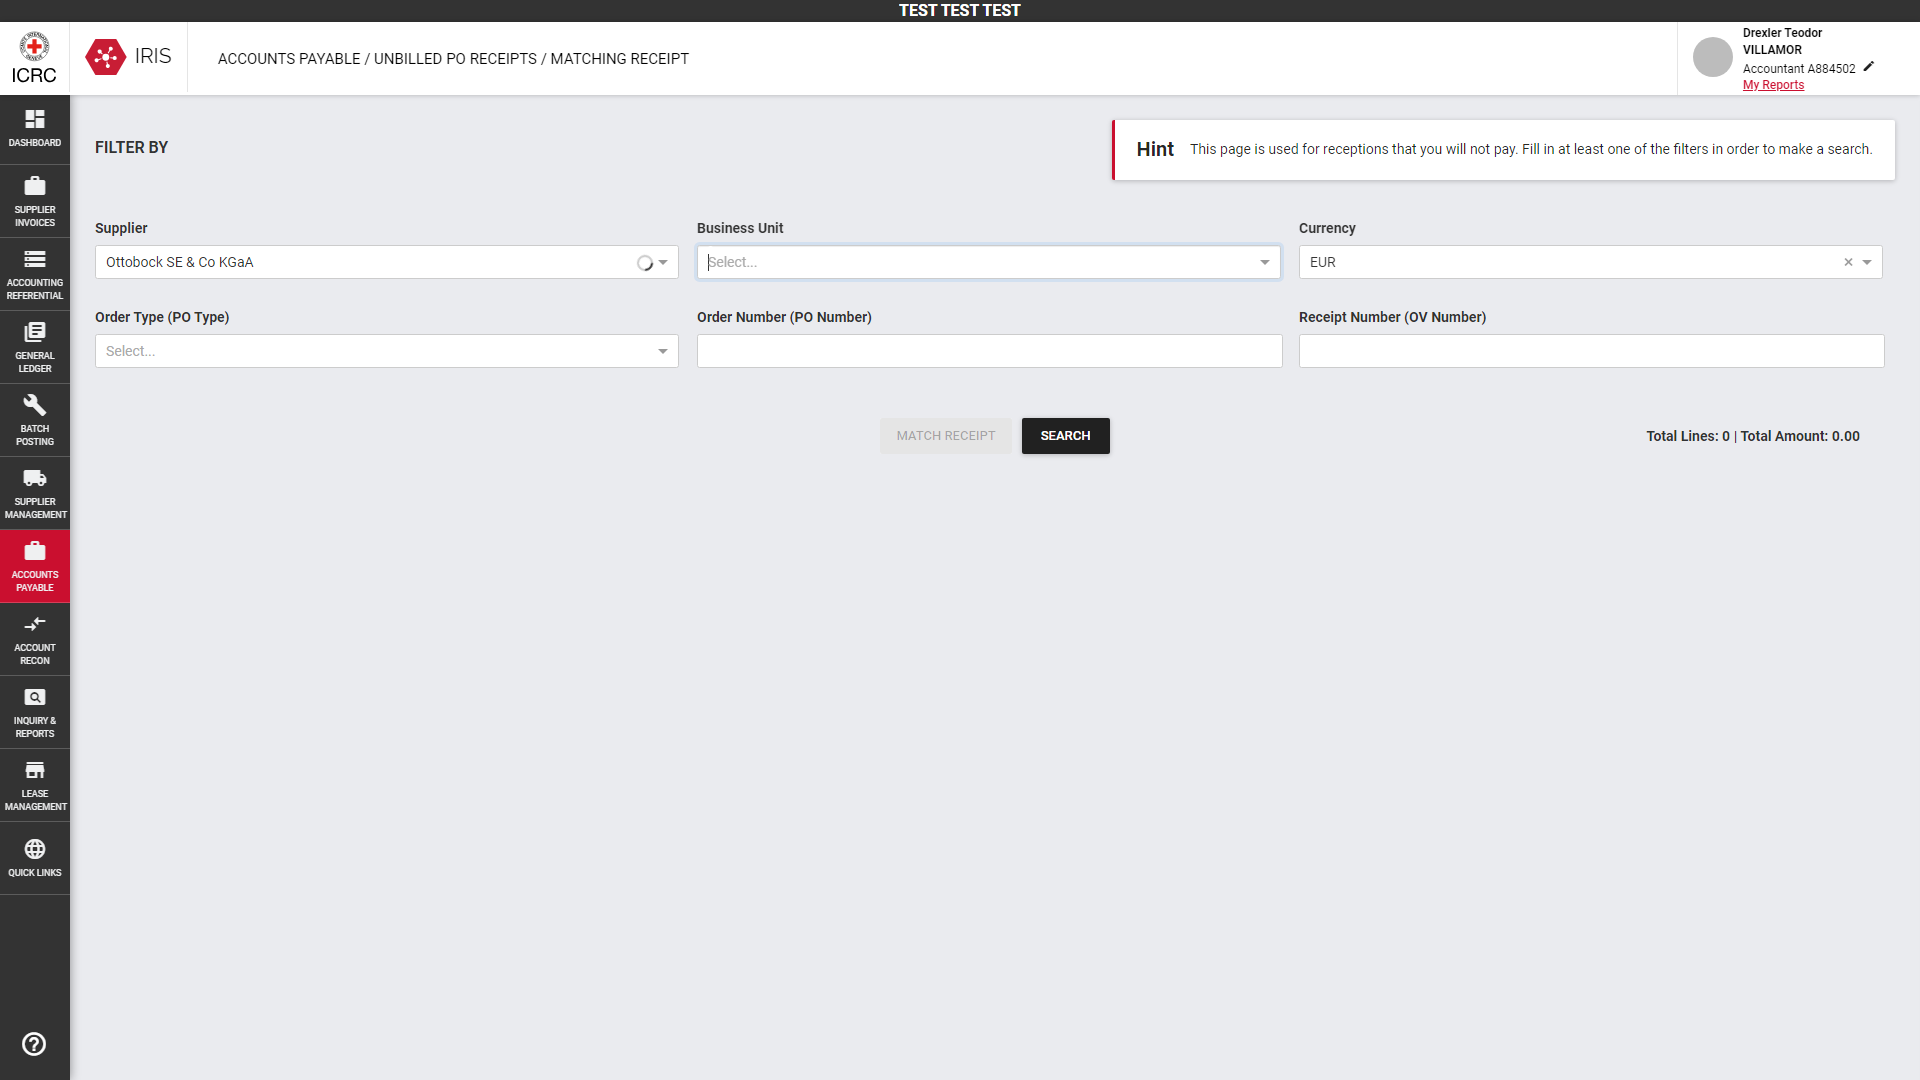 TEST TEST TEST
ICRC
IRIS
ACCOUNTS PAYABLE / UNBILLED PO RECEIPTS / MATCHING RECEIPT
Drexler Teodor
VILLAMOR
Accountant A884502
My Reports
DASHBOARD
SUPPLIER
INVOICES
ACCOUNTING
REFERENTIAL
GENERAL
LEDGER
BATCH
POSTING
SUPPLIER
MANAGEMENT
ACCOUNTS
PAYABLE
ACCOUNT
RECON
INQUIRY &
REPORTS
LEASE
MANAGEMENT
QUICK LINKS
FILTER BY
Hint This page is used for receptions that you will not pay. Fill in at least one of the filters in order to make a search.
Supplier
Ottobock SE & Co KGaA
Business Unit
Select...
Currency
EUR
Order Type (PO Type)
Select...
Order Number (PO Number)
Receipt Number (OV Number)
MATCH RECEIPT
SEARCH
Total Lines: 0 | Total Amount: 0.00